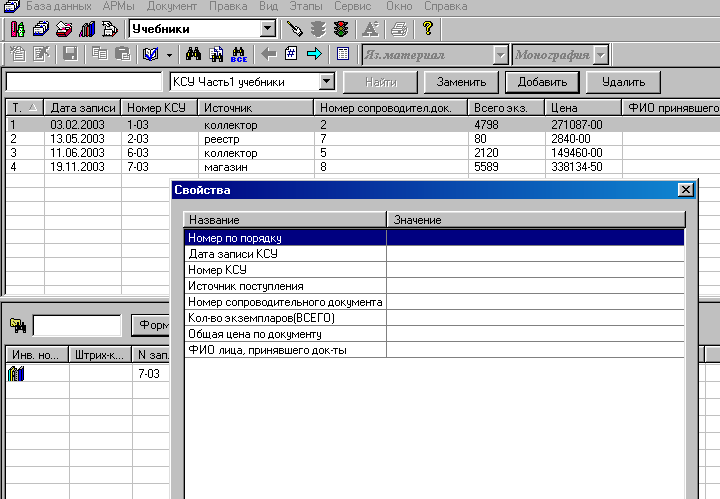 База данных АРМы Документ Правка Вид Этапы Сервис Окно Справка
Учебники
ВСЕ # Яз.материал Монография
КСУ Часть1 учебники Найти Заменить Добавить Удалить
Т. Дата записи Номер КСУ Источник Номер сопроводител.док. Всего экз. Цена ФИО принявшего
1 03.02.2003 1-03 коллектор 2 4798 271087-00
2 13.05.2003 2-03 реестр 7 80 2840-00
3 11.06.2003 6-03 коллектор 5 2120 149460-00
4 19.11.2003 7-03 магазин 8 5589 338134-50
Свойства
Название Значение
Номер по порядку
Дата записи КСУ
Номер КСУ
Источник поступления
Номер сопроводительного документа
Кол-во экземпларов(ВСЕГО)
Общая цена по документу
ФИО лица, принявшего док-ты
Форм
Инв. но... Штрих-к... N зап.
7-03